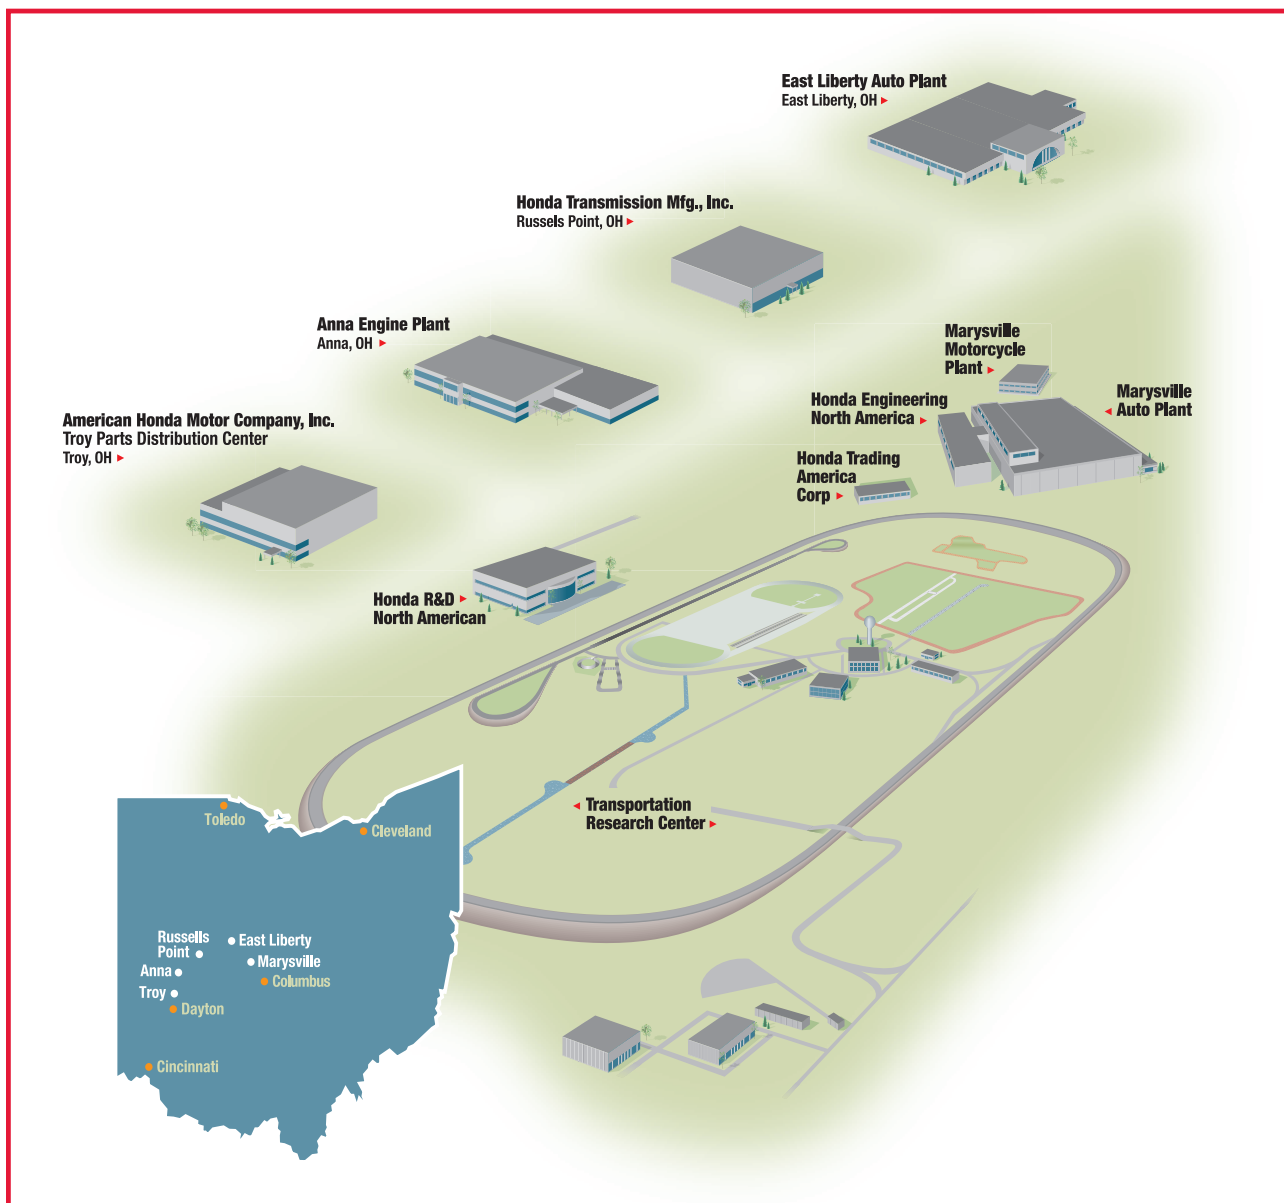 East Liberty Auto Plant
East Liberty, OH
Honda Transmission Mfg., Inc.
Russels Point, OH
Anna Engine Plant
Anna, OH
Marysville
Motorcycle
Plant
Marysville
Auto Plant
Honda Engineering
North America
American Honda Motor Company, Inc.
Troy Parts Distribution Center
Troy, OH
Honda Trading
America
Corp
Honda R&D
North American
Transportation
Research Center
Toledo
Cleveland
Russells
Point
East Liberty
Marysville
Anna
Columbus
Troy
Dayton
Cincinnati